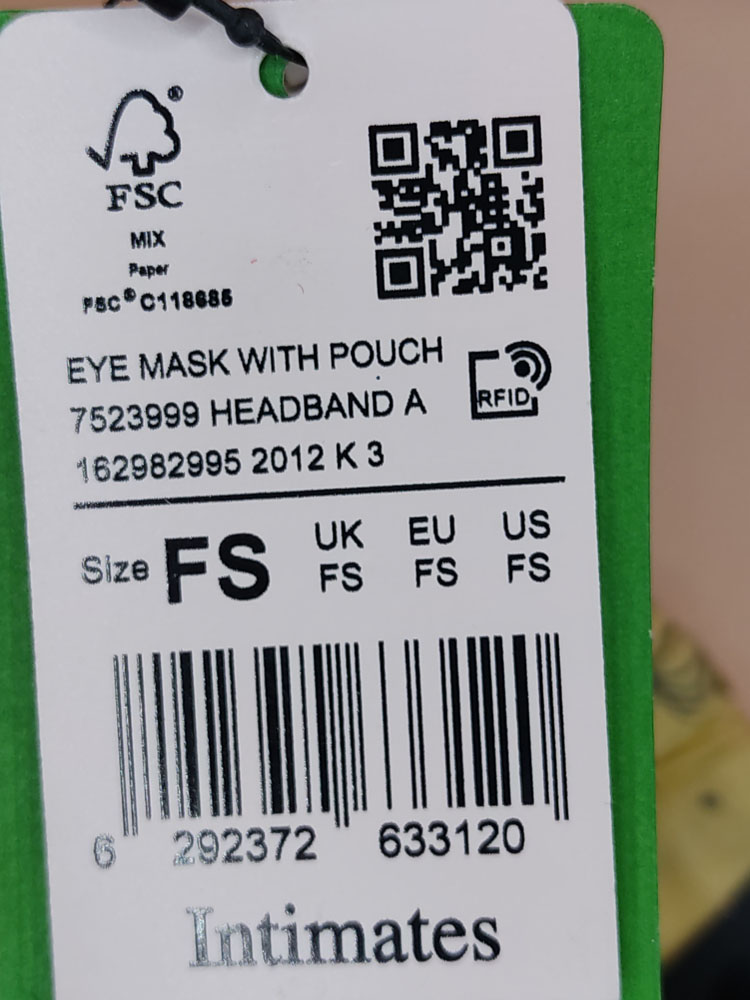 FSC®
MIX
Paper
FSC® C118685
EYE MASK WITH POUCH
7523999 HEADBAND A
RFID
162982995 2012 K 3
Size FS
UK EU US
FS FS FS
6 292372 633120
Intimates